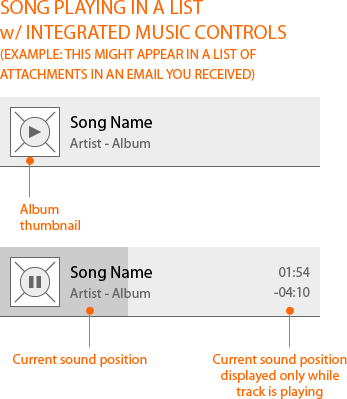 SONG PLAYING IN A LIST
w/ INTEGRATED MUSIC CONTROLS
(EXAMPLE: THIS MIGHT APPEAR IN A LIST OF
ATTACHMENTS IN AN EMAIL YOU RECEIVED)
Song Name
Artist - Album
Album
thumbnail
Song Name
Artist - Album
01:54
-04:10
Current sound position
Current sound position
displayed only while
track is playing